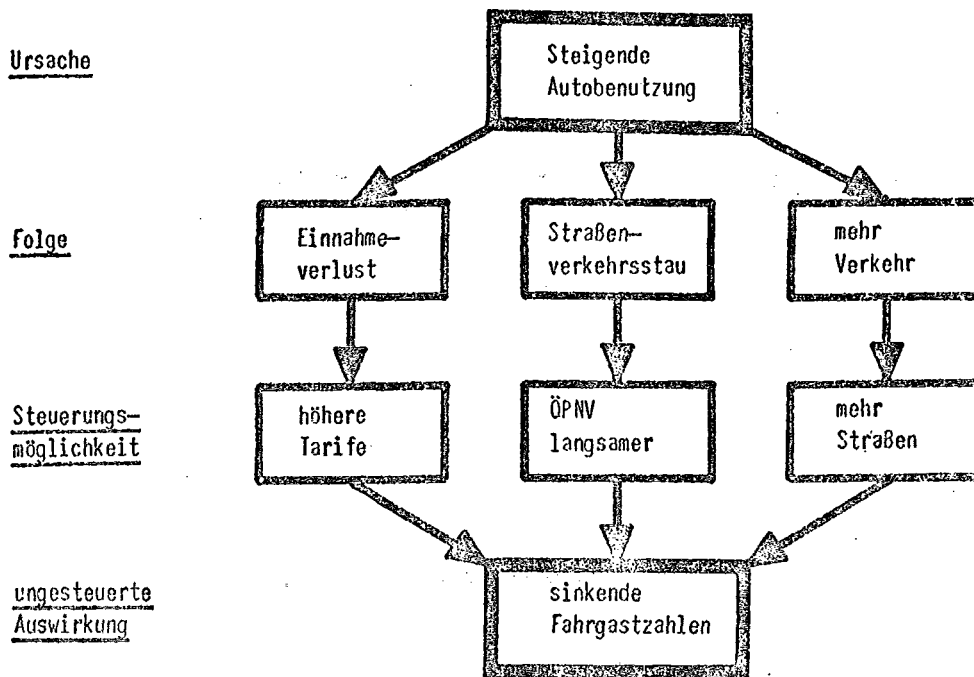 Ursache
Steigende
Autobenutzung
Folge
Einnahme-
verlust
Straßen-
verkehrsstau
mehr
Verkehr
Steuerungs-
möglichkeit
höhere
Tarife
ÖPNV
langsamer
mehr
Straßen
ungesteuerte
Auswirkung
sinkende
Fahrgastzahlen